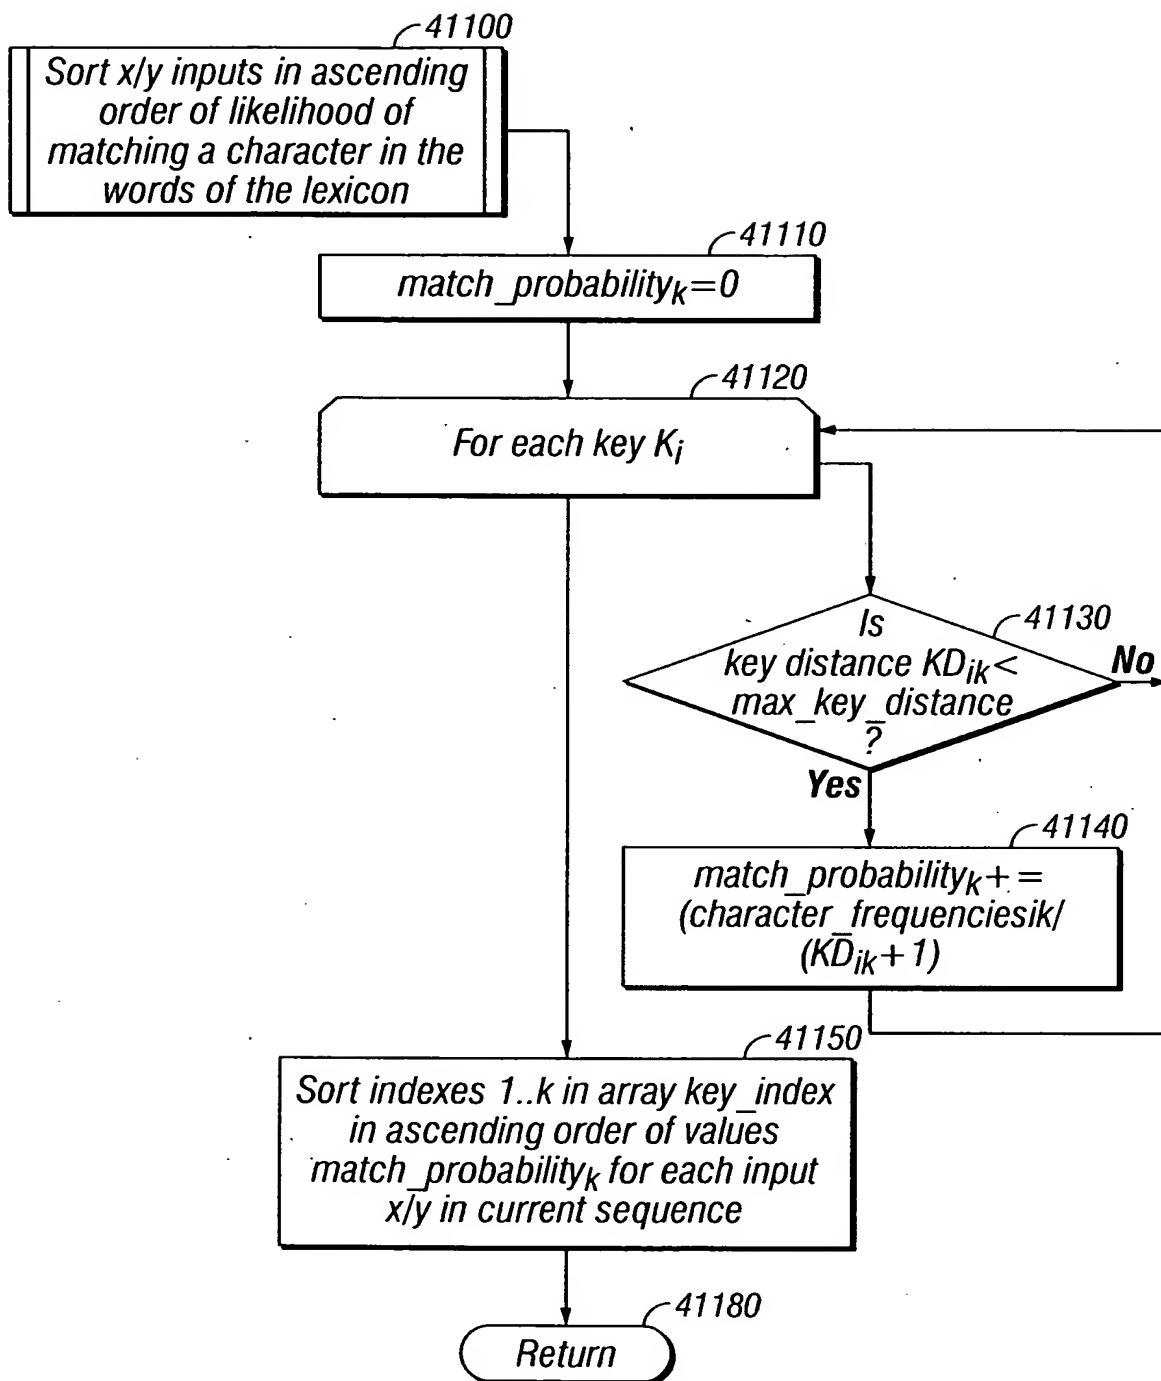 41100
Sort x/y inputs in ascending
order of likelihood of
matching a character in the
words of the lexicon
41110
match_probabilityk=0
41120
For each key Ki
41130
Is
key distance KDik<
max_key_distance
?
No
Yes
41140
match_probabilityk+=
(character_frequenciesik/
(KDik+1)
41150
Sort indexes 1..k in array key_index
in ascending order of values
match_probabilityk for each input
x/y in current sequence
41180
Return